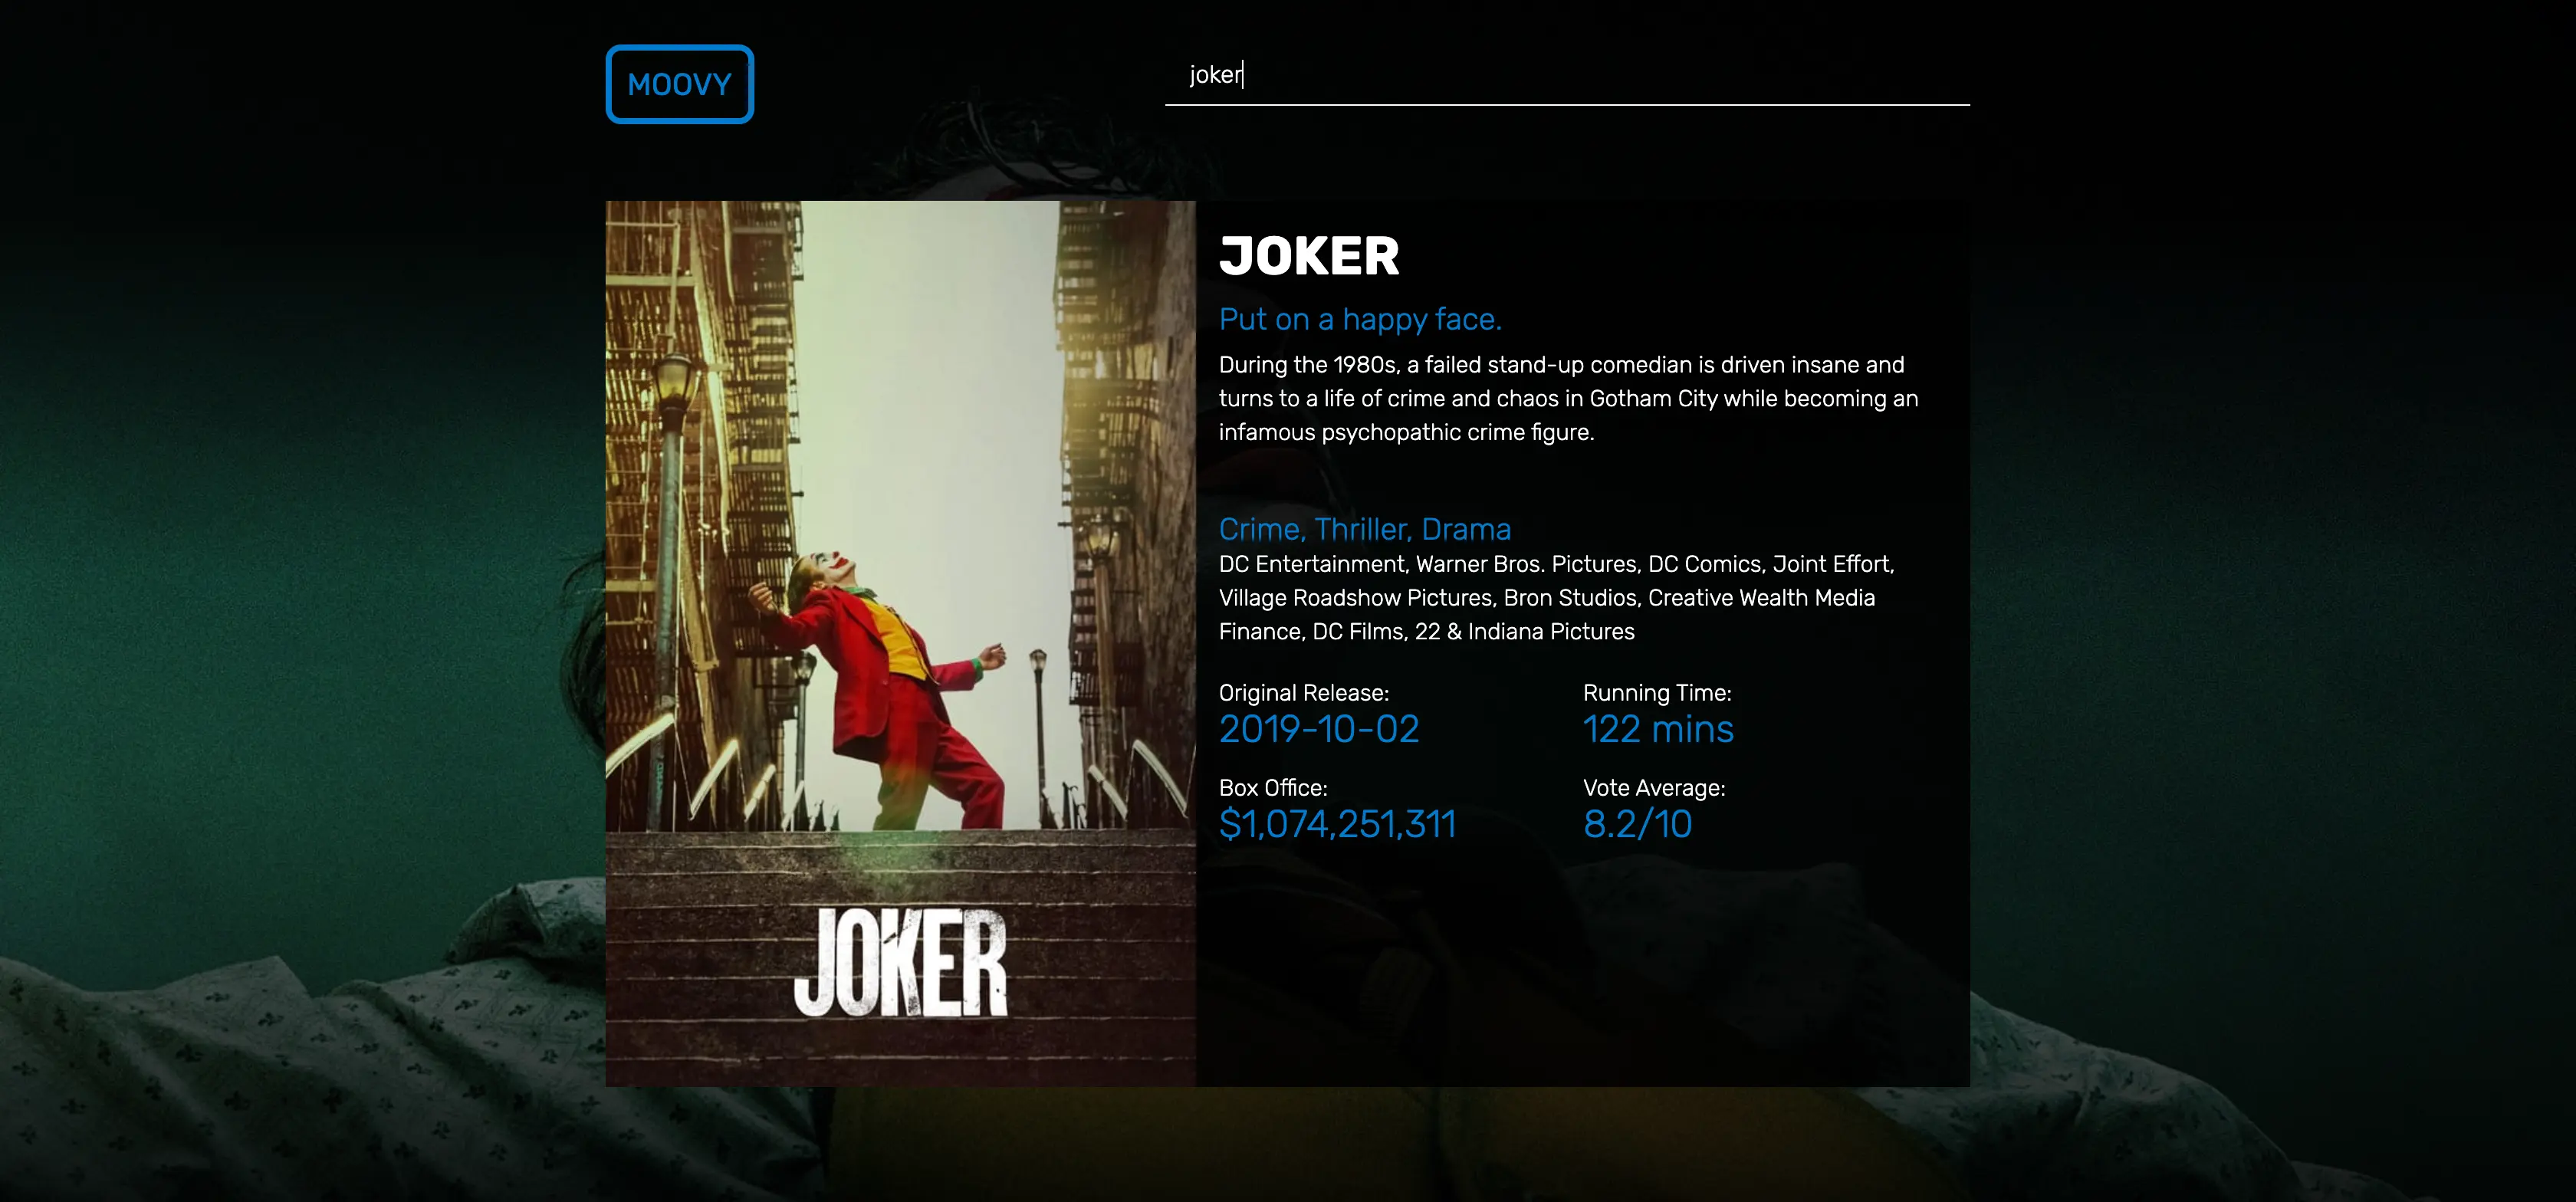 MOOVY
joker
JOKER
Put on a happy face.
During the 1980s, a failed stand-up comedian is driven insane and
turns to a life of crime and chaos in Gotham City while becoming an
infamous psychopathic crime figure.
Crime, Thriller, Drama
DC Entertainment, Warner Bros. Pictures, DC Comics, Joint Effort,
Village Roadshow Pictures, Bron Studios, Creative Wealth Media
Finance, DC Films, 22 & Indiana Pictures
Original Release:
2019-10-02
Running Time:
122 mins
Box Office:
$1,074,251,311
Vote Average:
8.2/10
JOKER